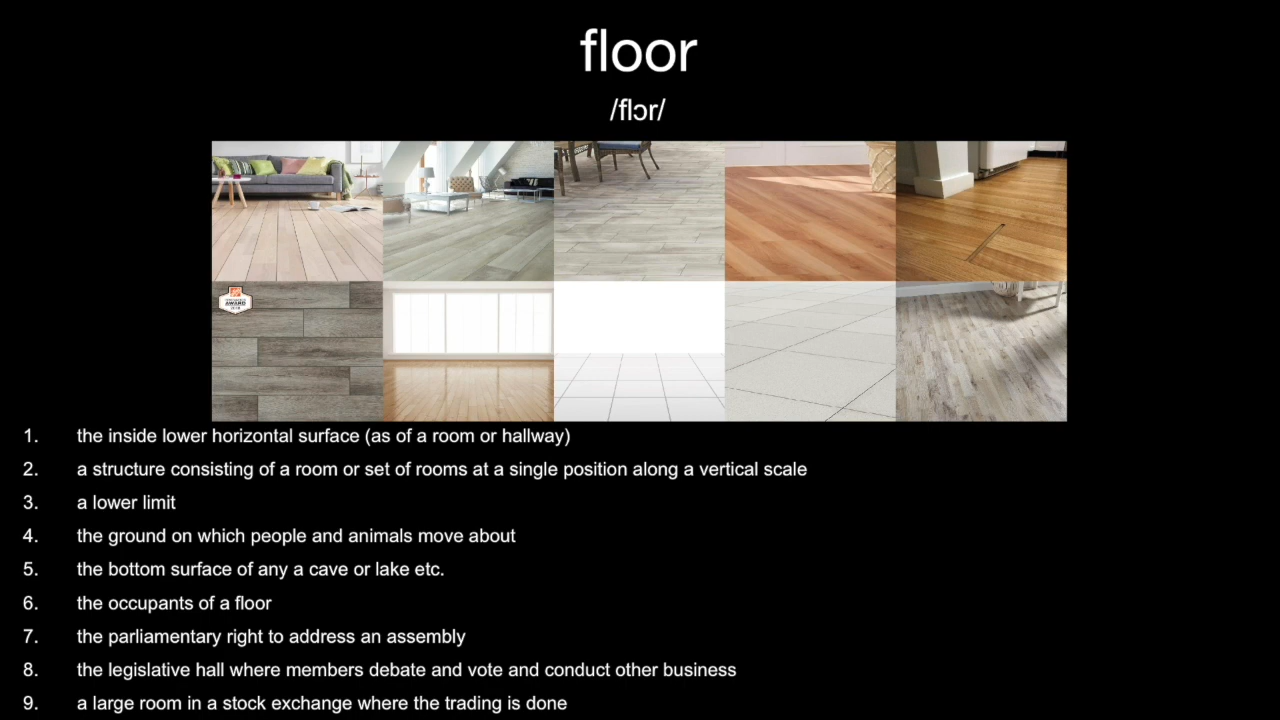 floor
/flɔr/
AWARD
1. the inside lower horizontal surface (as of a room or hallway)
2. a structure consisting of a room or set of rooms at a single position along a vertical scale
3. a lower limit
4. the ground on which people and animals move about
5. the bottom surface of any a cave or lake etc.
6. the occupants of a floor
7. the parliamentary right to address an assembly
8. the legislative hall where members debate and vote and conduct other business
9. a large room in a stock exchange where the trading is done